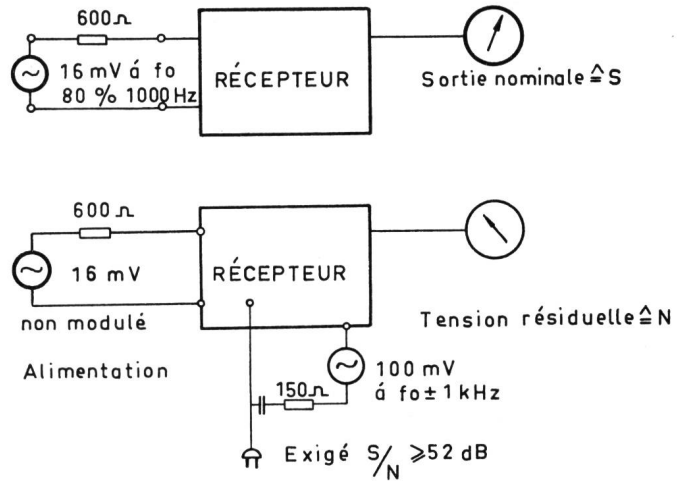 600Ω
16 mV á fo
80 % 1000 Hz
RÉCEPTEUR
Sortie nominale ≙ S
600Ω
16 mV
non modulé
RÉCEPTEUR
Tension résiduelle ≙ N
Alimentation
150Ω
100 mV
á fo ± 1 kHz
Exigé S/N ⩾ 52 dB